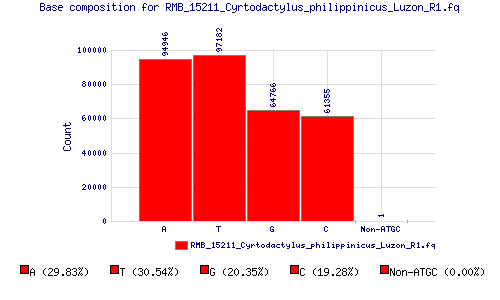 Base composition for RMB_15211_Cyrtodactylus_philippinicus_Luzon_R1.fq
94946
97182
64766
61355
1
100000
80000
60000
40000
20000
0
Count
A T G C Non-ATGC
RMB_15211_Cyrtodactylus_philippinicus_Luzon_R1.fq
A (29.83%) T (30.54%) G (20.35%) C (19.28%) Non-ATGC (0.00%)